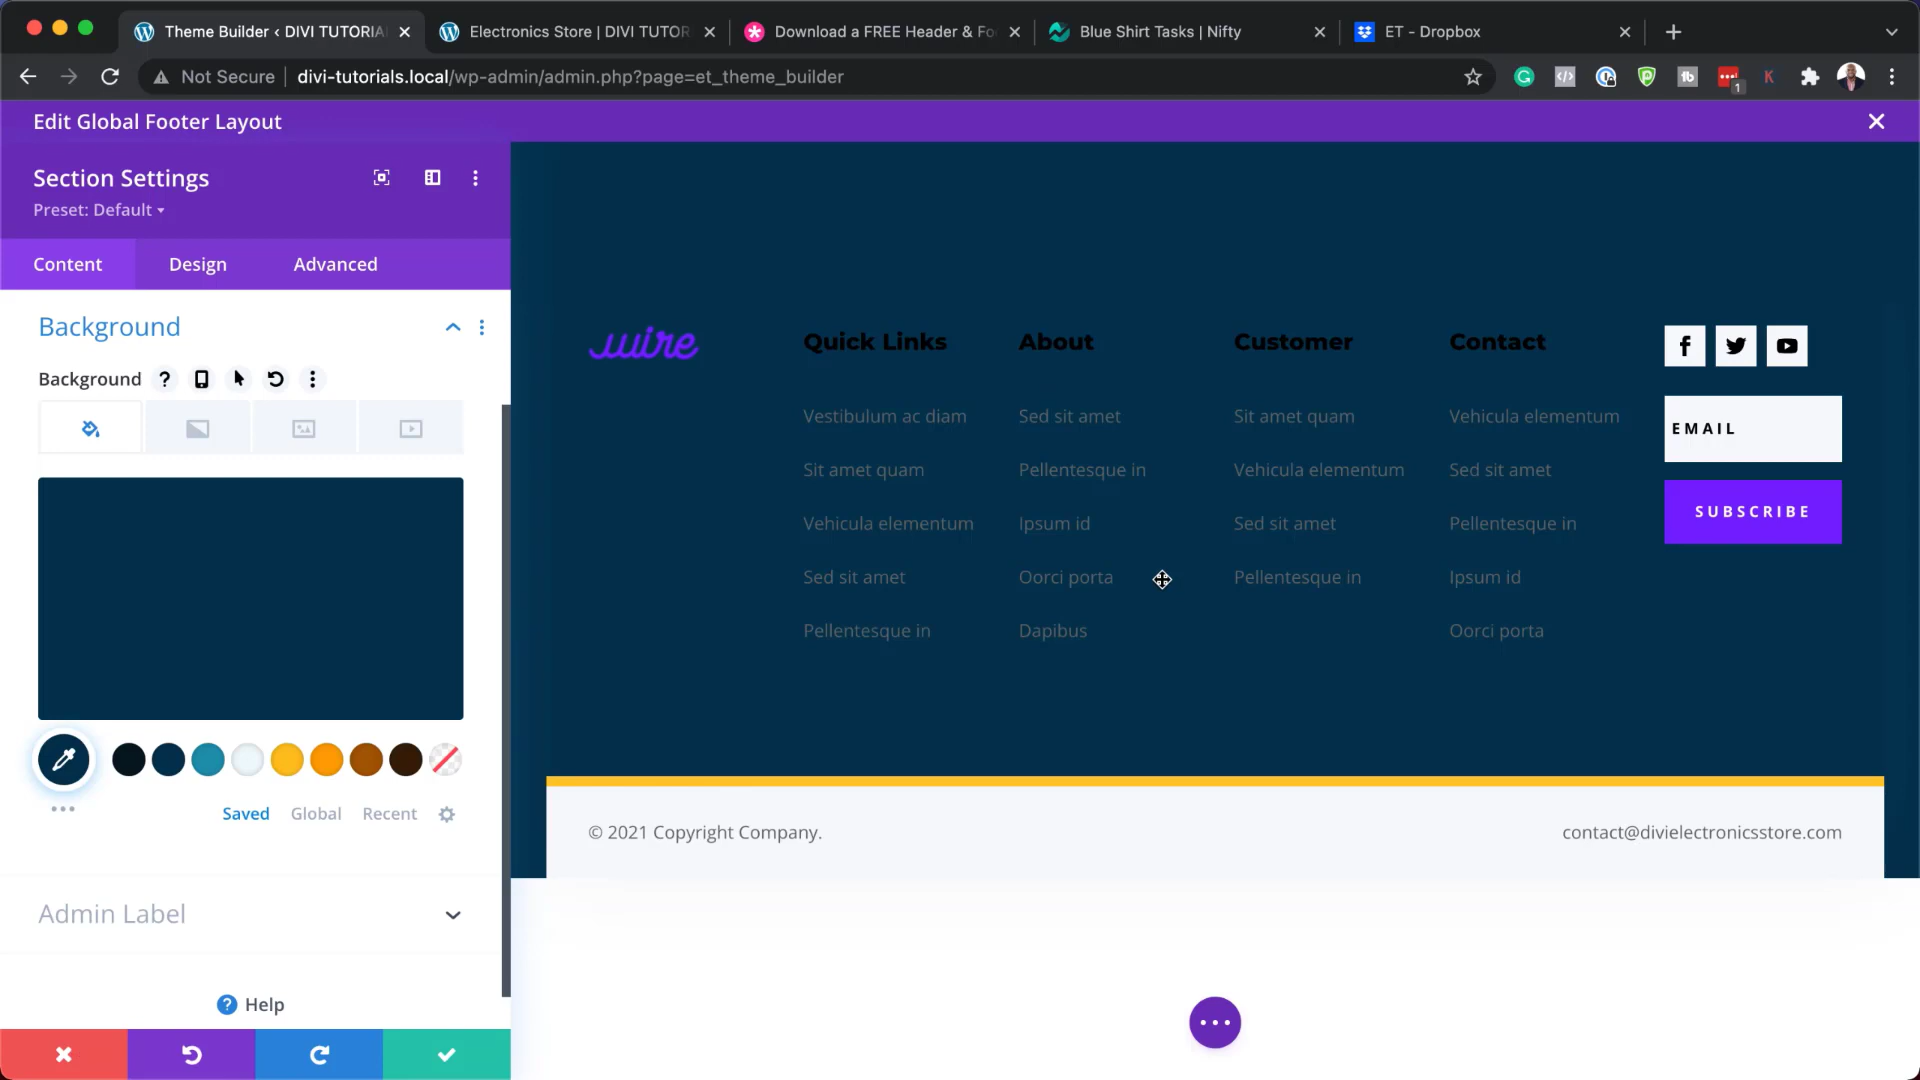 Theme Builder ‹ DIVI TUTORIA
Electronics Store | DIVI TUTOR
Download a FREE Header & Fo
Blue Shirt Tasks | Nifty
ET - Dropbox
Not Secure
divi-tutorials.local/wp-admin/admin.php?page=et_theme_builder
1
Edit Global Footer Layout
Section Settings
Preset: Default
Content
Design
Advanced
Background
Background
Saved
Global
Recent
Admin Label
Help
wire
Quick Links
Vestibulum ac diam
Sit amet quam
Vehicula elementum
Sed sit amet
Pellentesque in
About
Sed sit amet
Pellentesque in
Ipsum id
Oorci porta
Dapibus
Customer
Sit amet quam
Vehicula elementum
Sed sit amet
Pellentesque in
Contact
Vehicula elementum
Sed sit amet
Pellentesque in
Ipsum id
Oorci porta
EMAIL
SUBSCRIBE
© 2021 Copyright Company.
contact@divielectronicsstore.com